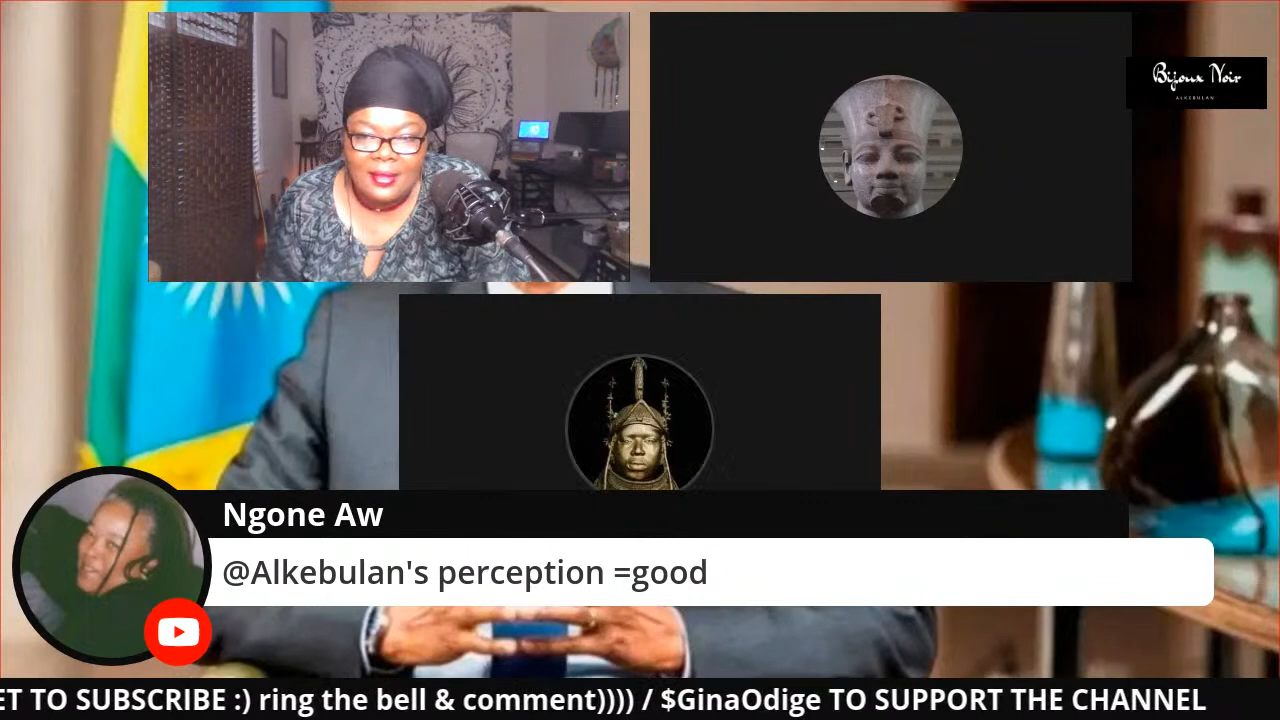 Bijoux Noir
ALKEBULAN
Ngone Aw
@Alkebulan's perception =good
ET TO SUBSCRIBE :) ring the bell & comment)))) / $GinaOdige TO SUPPORT THE CHANNEL